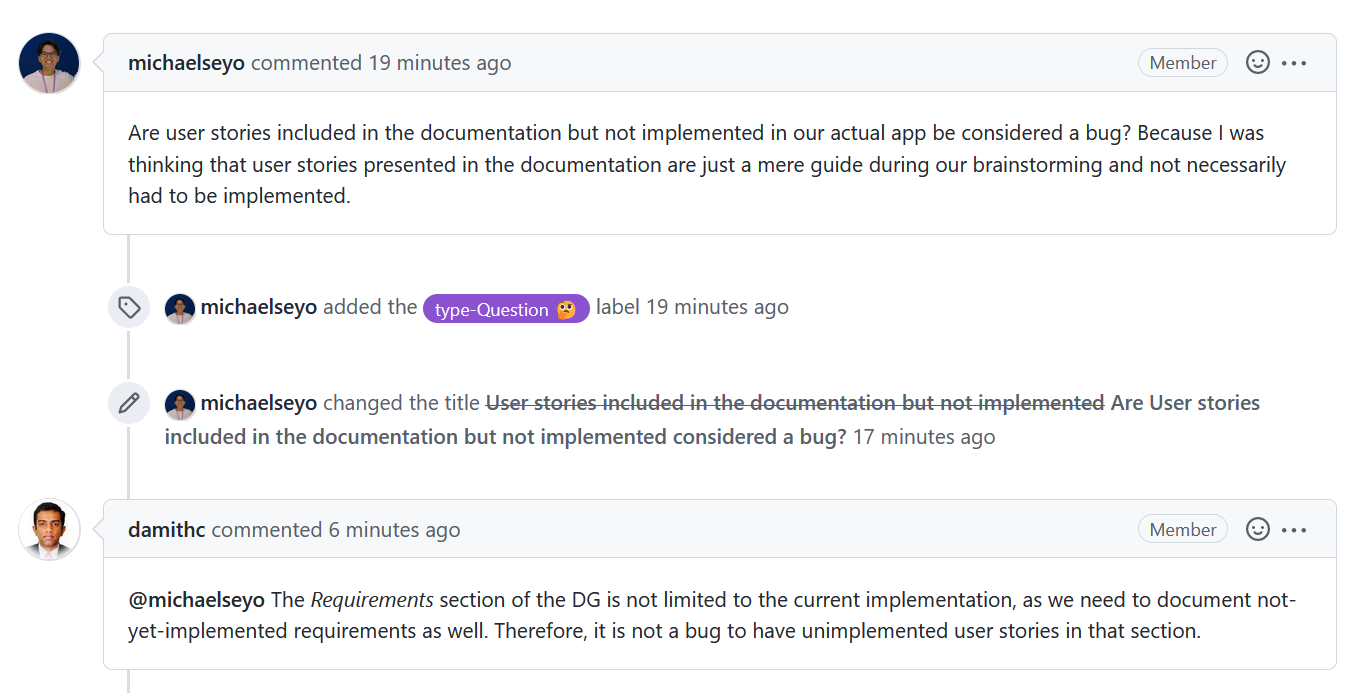 michaelseyo commented 19 minutes ago Member
Are user stories included in the documentation but not implemented in our actual app be considered a bug? Because I was
thinking that user stories presented in the documentation are just a mere guide during our brainstorming and not necessarily
had to be implemented.
michaelseyo added the type-Question 🤔 label 19 minutes ago
michaelseyo changed the title User stories included in the documentation but not implemented Are User stories
included in the documentation but not implemented considered a bug? 17 minutes ago
damithc commented 6 minutes ago Member
@michaelseyo The Requirements section of the DG is not limited to the current implementation, as we need to document not-
yet-implemented requirements as well. Therefore, it is not a bug to have unimplemented user stories in that section.